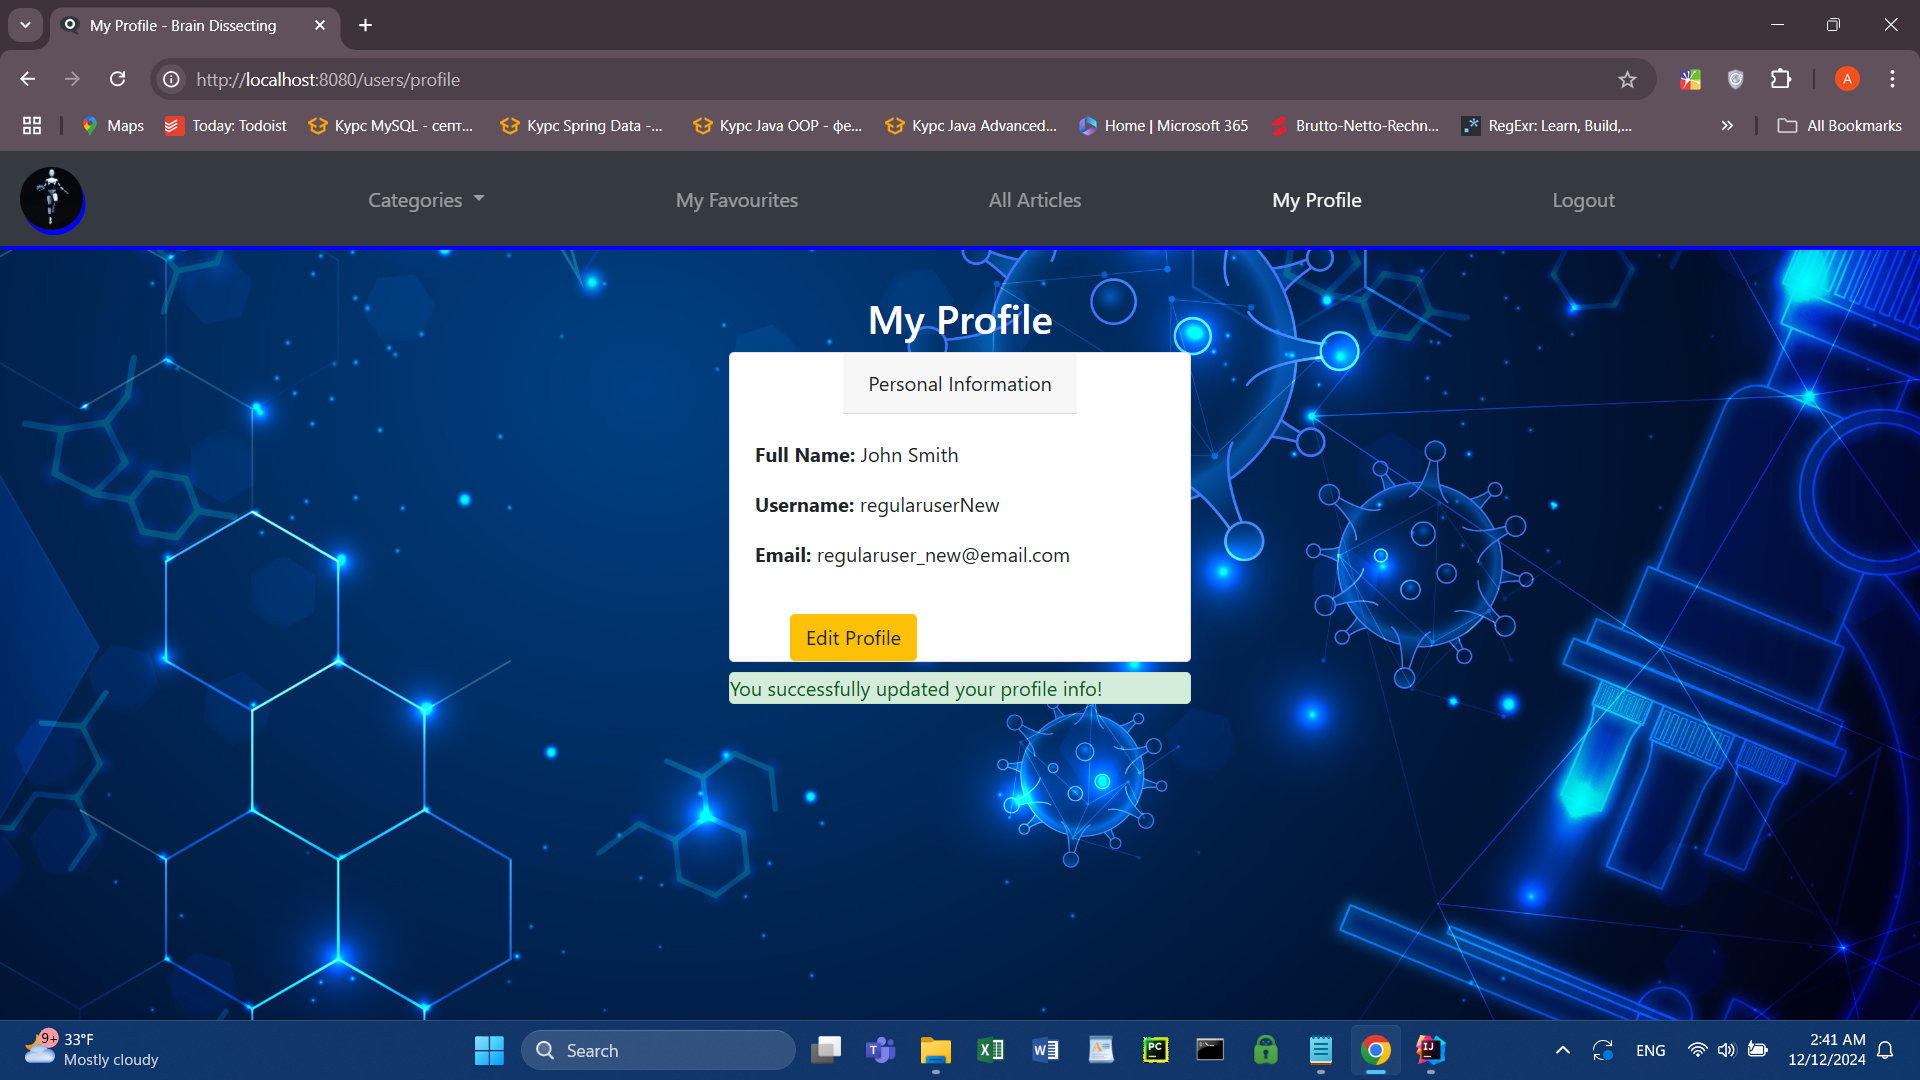 My Profile - Brain Dissecting
http://localhost:8080/users/profile
A
Maps
Today: Todoist
Курс MySQL - септ...
Курс Spring Data -...
Курс Java OOP - фе...
Курс Java Advanced...
Home | Microsoft 365
Brutto-Netto-Rechn...
RegExr: Learn, Build,...
All Bookmarks
Categories
My Favourites
All Articles
My Profile
Logout
My Profile
Personal Information
Full Name: John Smith
Username: regularuserNew
Email: regularuser_new@email.com
Edit Profile
You successfully updated your profile info!
9+
33°F
Mostly cloudy
Search
PC
IJ
ENG
2:41 AM
12/12/2024